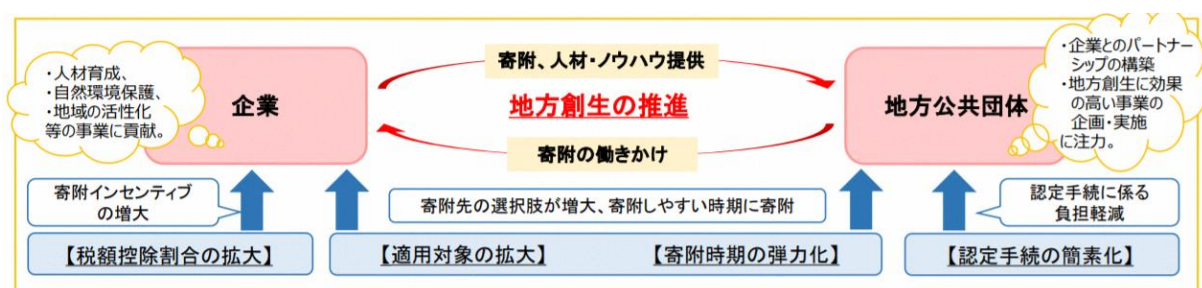 ・人材育成、
・自然環境保護、
・地域の活性化
等の事業に貢献。
企業
寄附、人材・ノウハウ提供
地方創生の推進
寄附の働きかけ
地方公共団体
・企業とのパートナー
シップの構築
・地方創生に効果
の高い事業の
企画・実施
に注力。
寄附インセンティブ
の増大
寄附先の選択肢が増大、寄附しやすい時期に寄附
認定手続に係る
負担軽減
【税額控除割合の拡大】
【適用対象の拡大】
【寄附時期の弾力化】
【認定手続の簡素化】